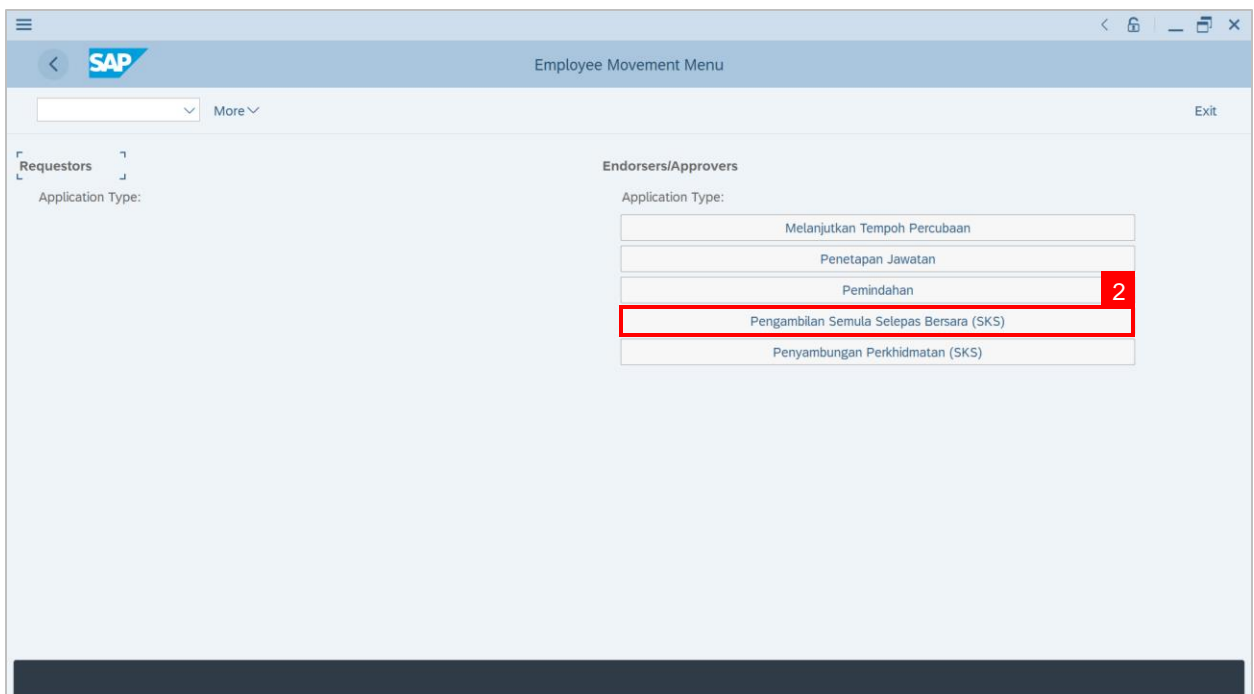 SAP
Employee Movement Menu
More
Exit
Requestors
Application Type:
Endorsers/Approvers
Application Type:
Melanjutkan Tempoh Percubaan
Penetapan Jawatan
Pemindahan
2
Pengambilan Semula Selepas Bersara (SKS)
Penyambungan Perkhidmatan (SKS)